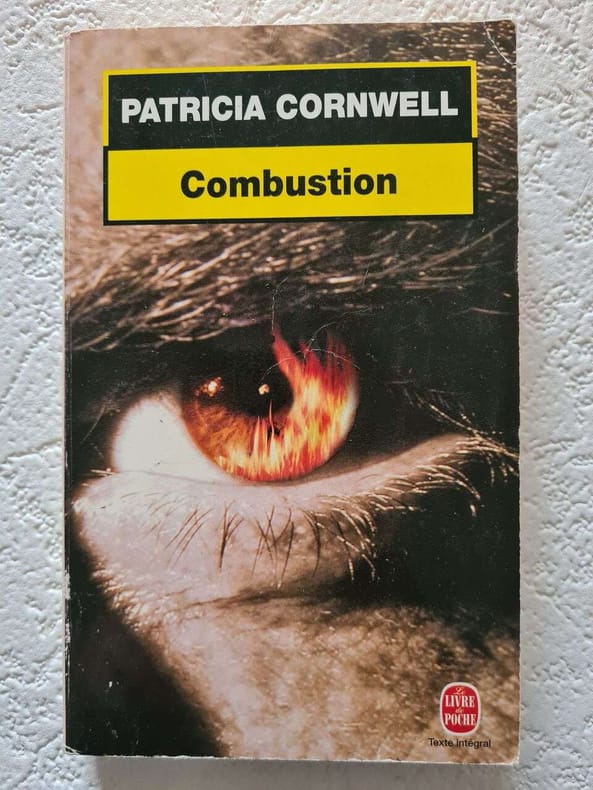 PATRICIA CORNWELL
Combustion
Le
LIVRE
de
POCHE
Texte intégral